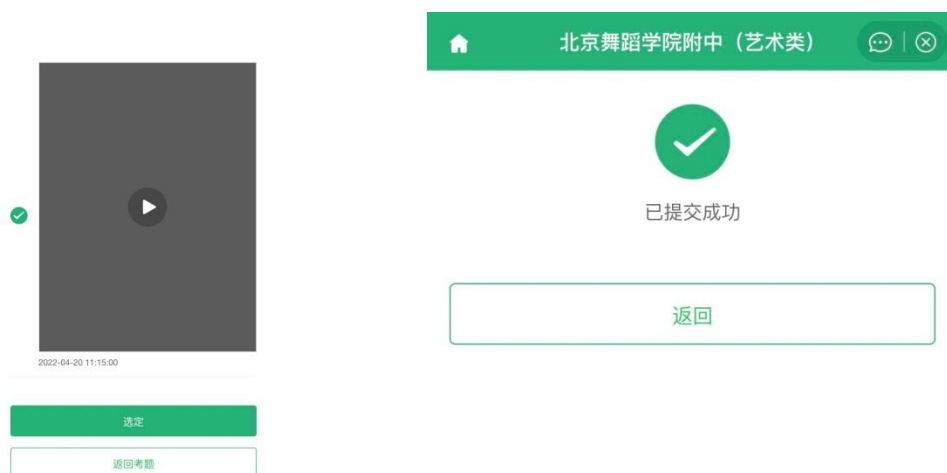 2022-04-20 11:15:00
选定
返回考题
北京舞蹈学院附中（艺术类）
已提交成功
返回